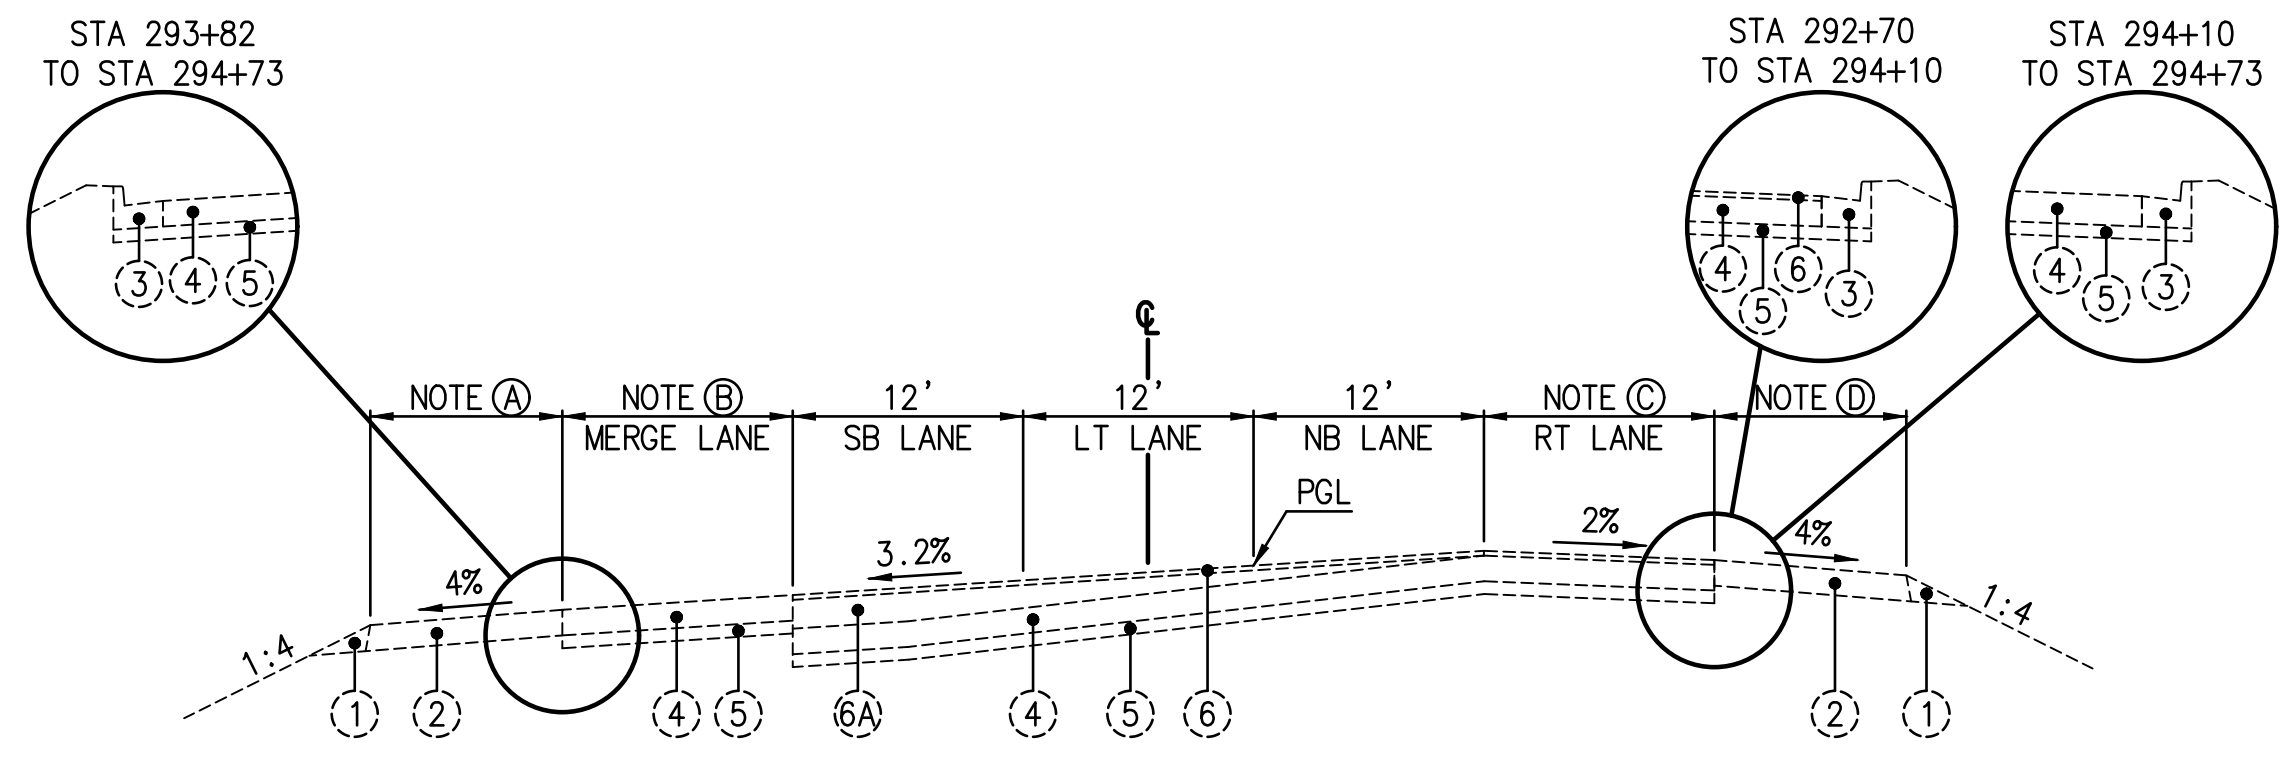 STA 293+82
TO STA 294+73
STA 292+70
TO STA 294+10
STA 294+10
TO STA 294+73
3 4 5
4 5 6 3
4 5 3
CL
NOTE A NOTE B 12' 12' 12' NOTE C NOTE D
MERGE LANE SB LANE LT LANE NB LANE RT LANE
PGL
1:4 4% 3.2% 2% 4% 1:4
1 2 4 5 6A 4 5 6 2 1